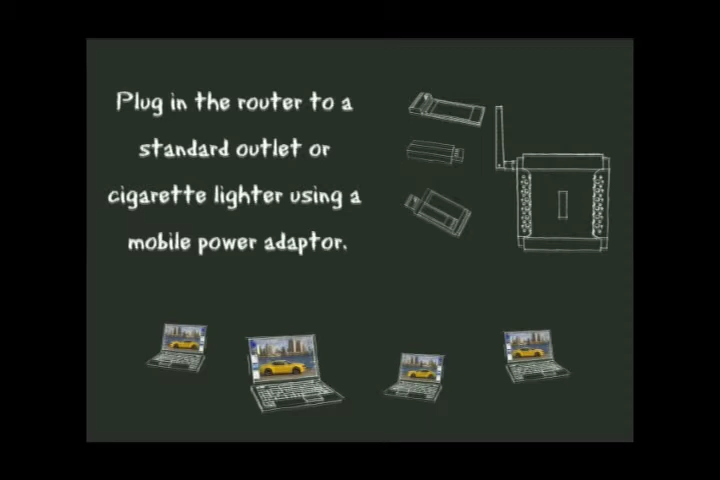 Plug in the router to a
standard outlet or
cigarette lighter using a
mobile power adaptor.